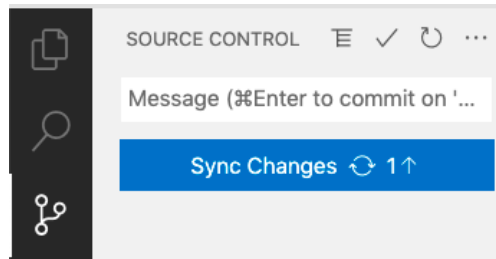 SOURCE CONTROL
Message (⌘Enter to commit on '...
Sync Changes 1↑